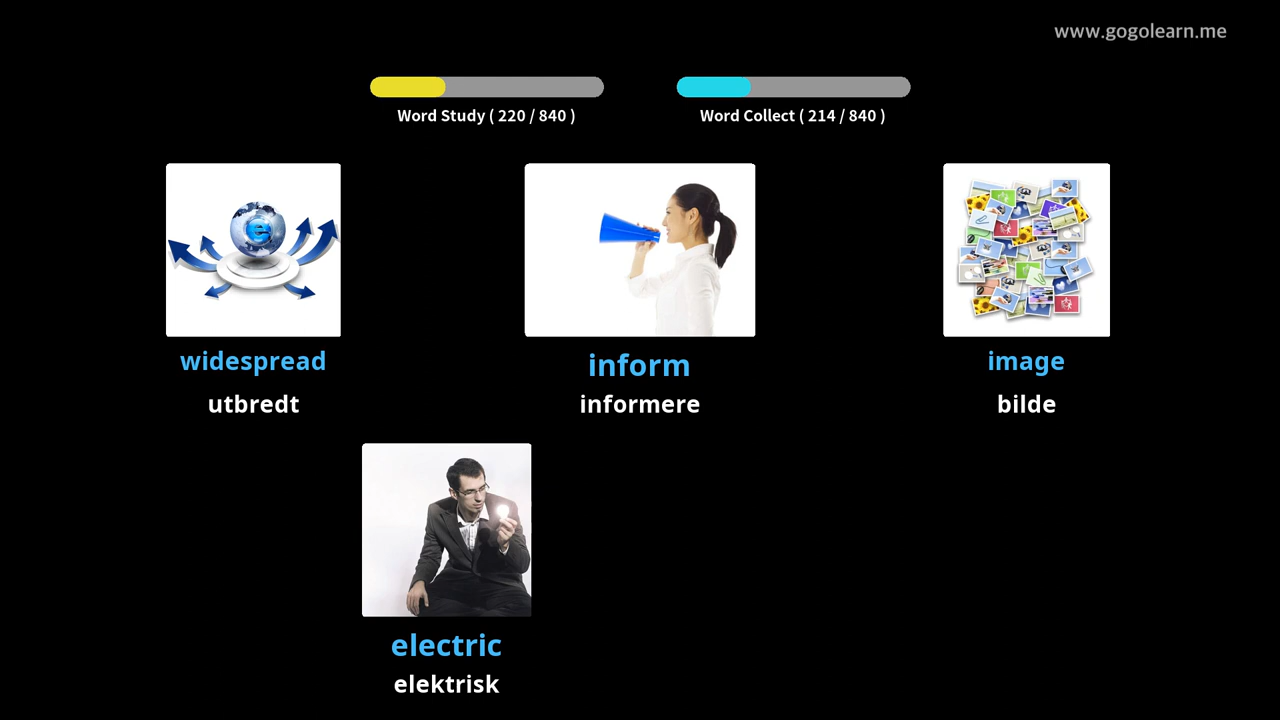 www.gogolearn.me
Word Study ( 220 / 840 )
Word Collect ( 214 / 840 )
e
widespread
inform
image
utbredt
informere
bilde
electric
elektrisk